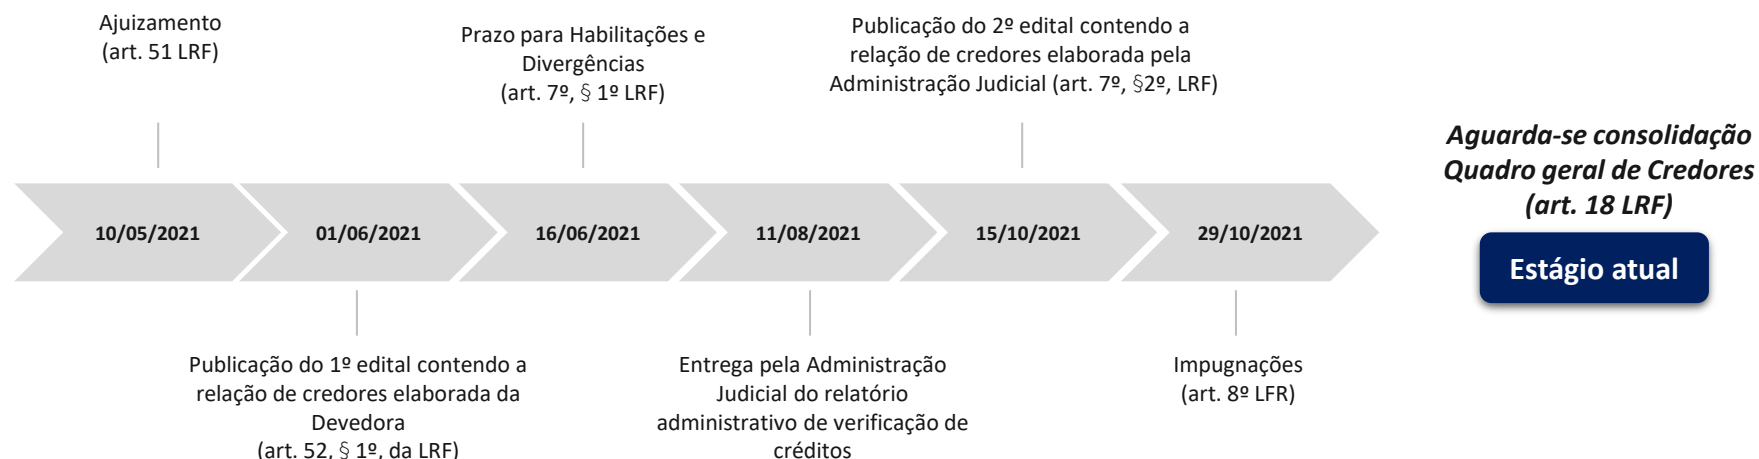 Ajuizamento
(art. 51 LRF)
Prazo para Habilitações e
Divergências
(art. 7º, § 1º LRF)
Publicação do 2º edital contendo a
relação de credores elaborada pela
Administração Judicial (art. 7º, §2º, LRF)
Aguarda-se consolidação
Quadro geral de Credores
(art. 18 LRF)
Estágio atual
10/05/2021
01/06/2021
16/06/2021
11/08/2021
15/10/2021
29/10/2021
Publicação do 1º edital contendo a
relação de credores elaborada da
Devedora
(art. 52, § 1º, da LRF)
Entrega pela Administração
Judicial do relatório
administrativo de verificação de
créditos
Impugnações
(art. 8º LFR)